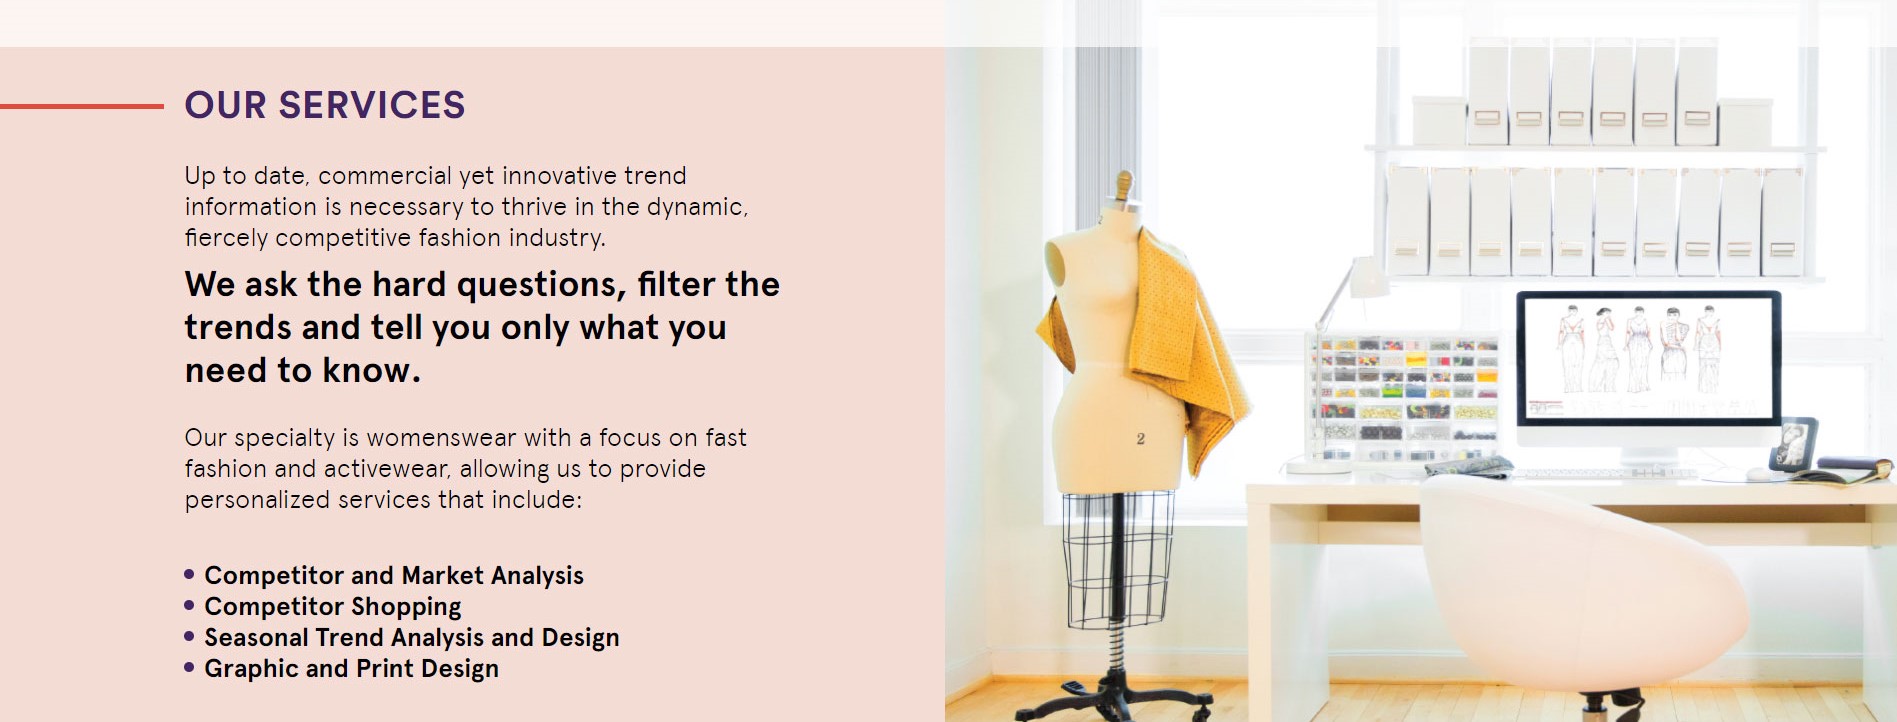 OUR SERVICES
Up to date, commercial yet innovative trend
information is necessary to thrive in the dynamic,
fiercely competitive fashion industry.
We ask the hard questions, filter the
trends and tell you only what you
need to know.
Our specialty is womenswear with a focus on fast
fashion and activewear, allowing us to provide
personalized services that include:
• Competitor and Market Analysis
• Competitor Shopping
• Seasonal Trend Analysis and Design
• Graphic and Print Design
2
2